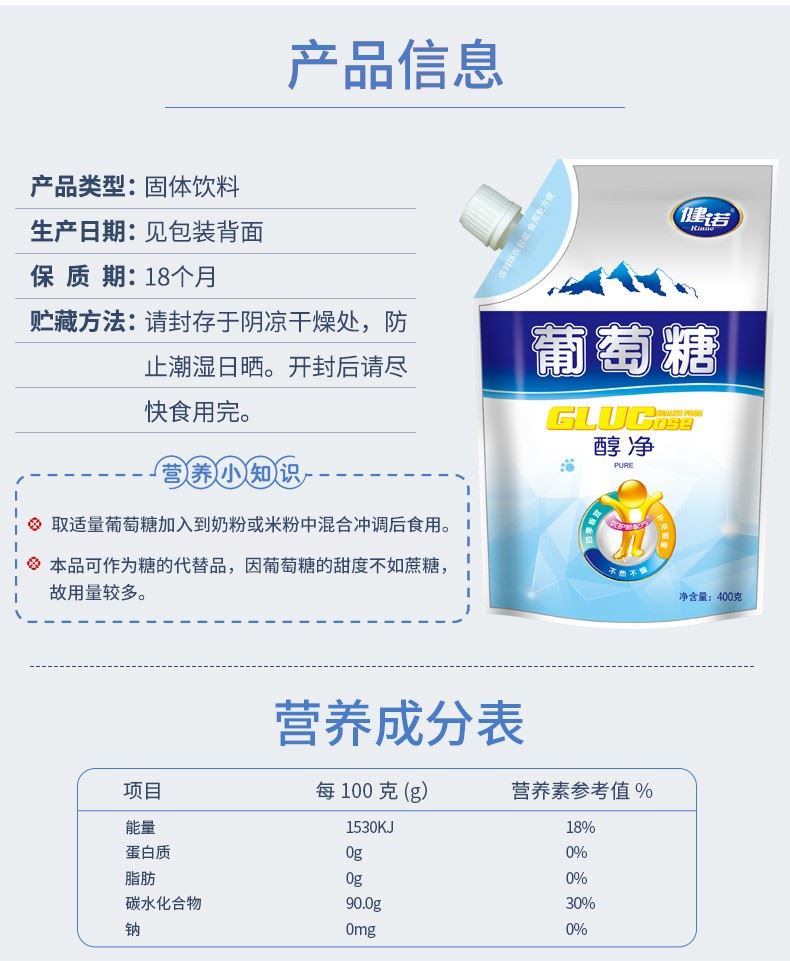 产品信息
产品类型：固体饮料
生产日期：见包装背面
保 质 期：18个月
贮藏方法：请封存于阴凉干燥处，防
止潮湿日晒。开封后请尽
快食用完。
营养小知识
取适量葡萄糖加入到奶粉或米粉中混合冲调后食用。
本品可作为糖的代替品，因葡萄糖的甜度不如蔗糖，
故用量较多。
健诺
Kinno
葡萄糖
GLUCose
HEALTH FOOD
醇净
PURE
四季皆宜
不热不燥
净含量：400克
营养成分表
项目 每 100 克 (g) 营养素参考值 %
能量 1530KJ 18%
蛋白质 0g 0%
脂肪 0g 0%
碳水化合物 90.0g 30%
钠 0mg 0%